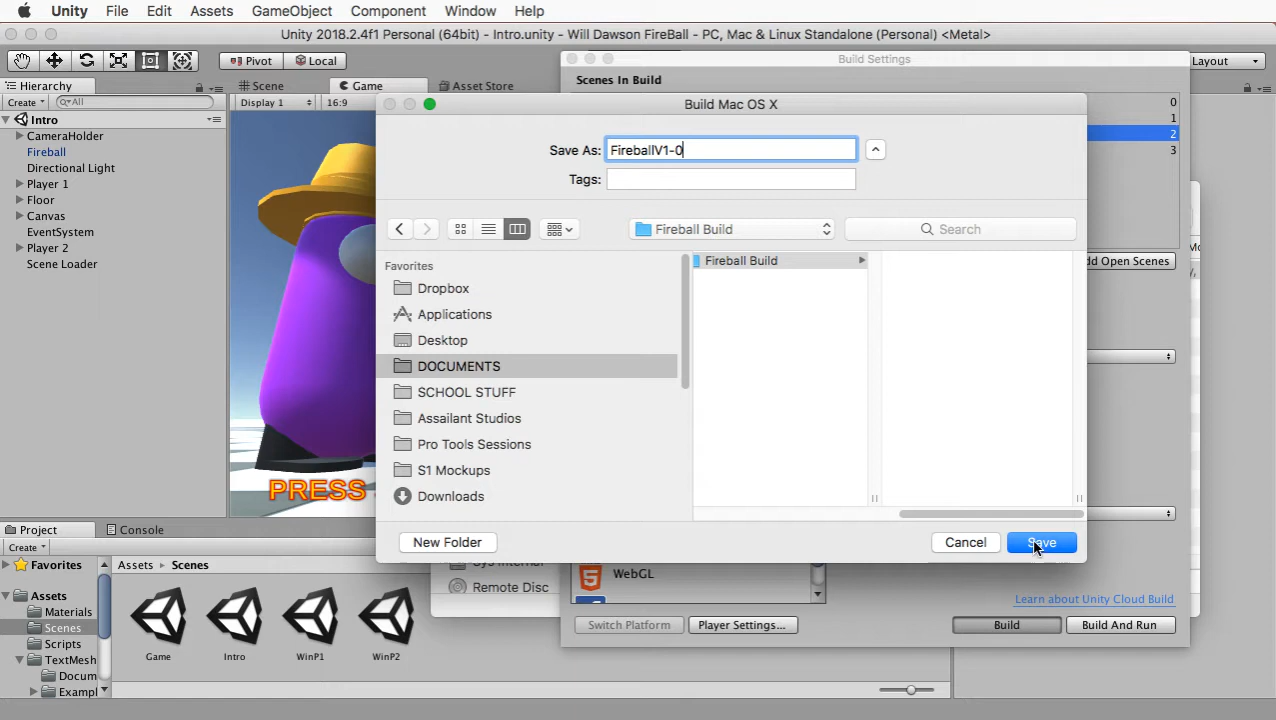 Unity File Edit Assets GameObject Component Window Help
Unity 2018.2.4f1 Personal (64bit) - Intro.unity - Will Dawson FireBall - PC, Mac & Linux Standalone (Personal) <Metal>
Pivot Local Layout
Build Settings
Hierarchy Scene Game Asset Store
Scenes In Build
Create All Display 1 16:9
0
1
2
3
Intro
CameraHolder
Fireball
Directional Light
Player 1
Floor
Canvas
EventSystem
Player 2
Scene Loader
Build Mac OS X
Save As: FireballV1-0
Tags:
Fireball Build Search
Favorites
Dropbox
Applications
Desktop
DOCUMENTS
SCHOOL STUFF
Assailant Studios
Pro Tools Sessions
S1 Mockups
Downloads
Fireball Build
dd Open Scenes
PRESS
New Folder Cancel Save
Remote Disc
WebGL
Learn about Unity Cloud Build
Switch Platform Player Settings... Build Build And Run
Project Console
Create
Favorites
Assets
Materials
Scenes
Scripts
TextMesh
Docum
Exampl
Assets Scenes
Game Intro WinP1 WinP2